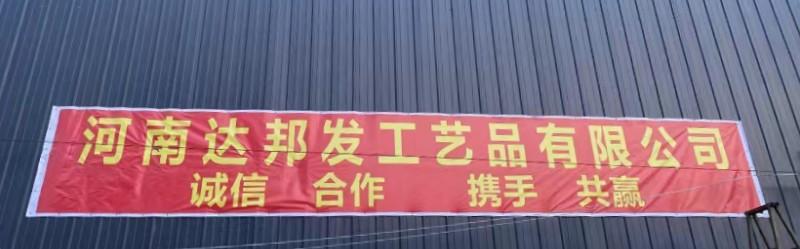 河南达邦发工艺品有限公司
诚信 合作 携手 共赢